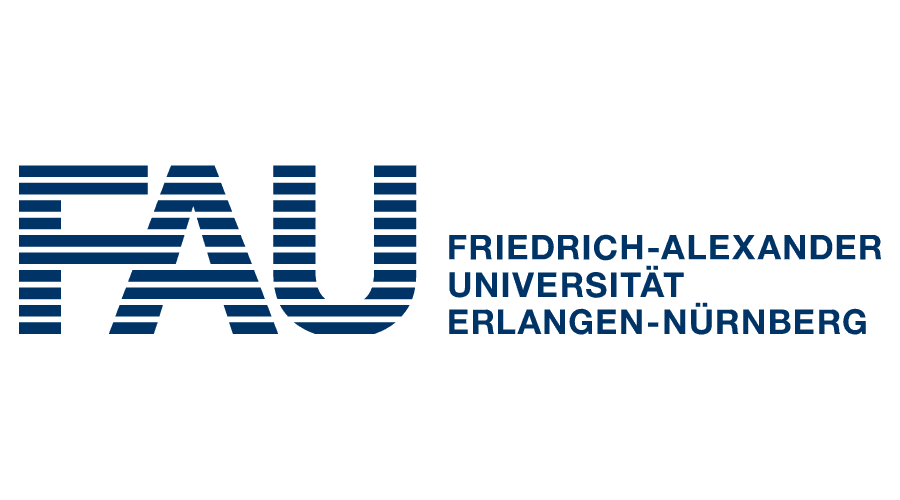 FAU
FRIEDRICH-ALEXANDER
UNIVERSITÄT
ERLANGEN-NÜRNBERG